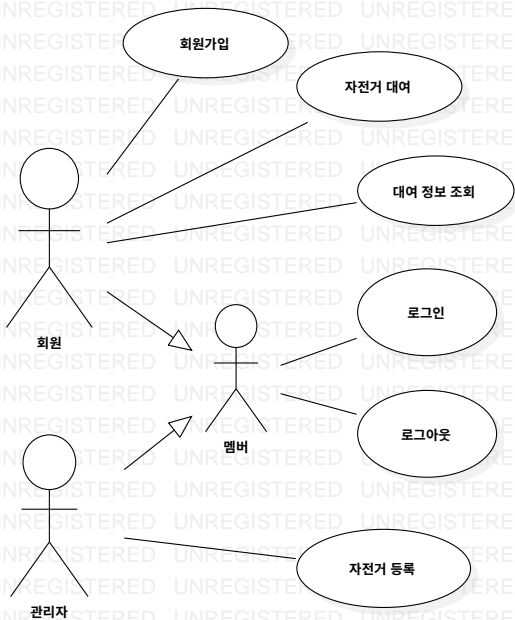 회원가입
자전거 대여
대여 정보 조회
회원
로그인
멤버
로그아웃
자전거 등록
관리자
UNREGISTERED